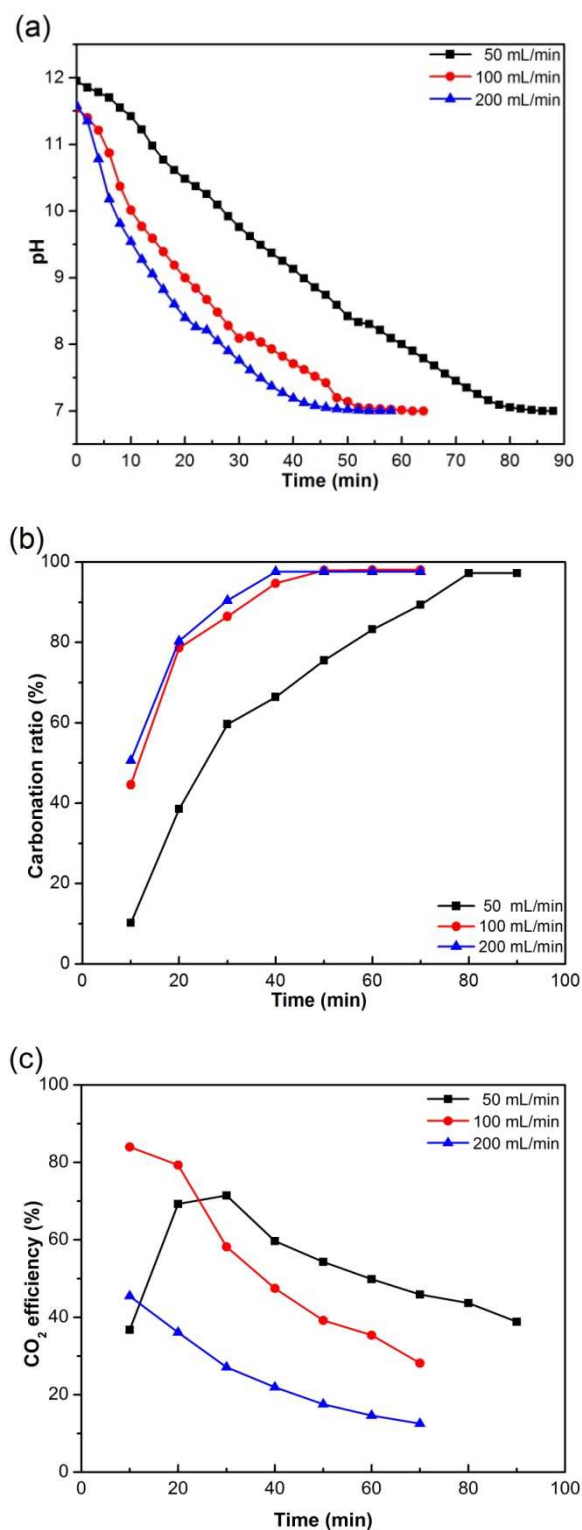 (a)
50 mL/min
100 mL/min
200 mL/min
12
11
10
9
8
7
6
pH
0 10 20 30 40 50 60 70 80 90
Time (min)
(b)
100
80
60
40
20
0
Carbonation ratio (%)
50 mL/min
100 mL/min
200 mL/min
0 20 40 60 80 100
Time (min)
(c)
100
80
60
40
20
0
CO₂ efficiency (%)
50 mL/min
100 mL/min
200 mL/min
0 20 40 60 80 100
Time (min)